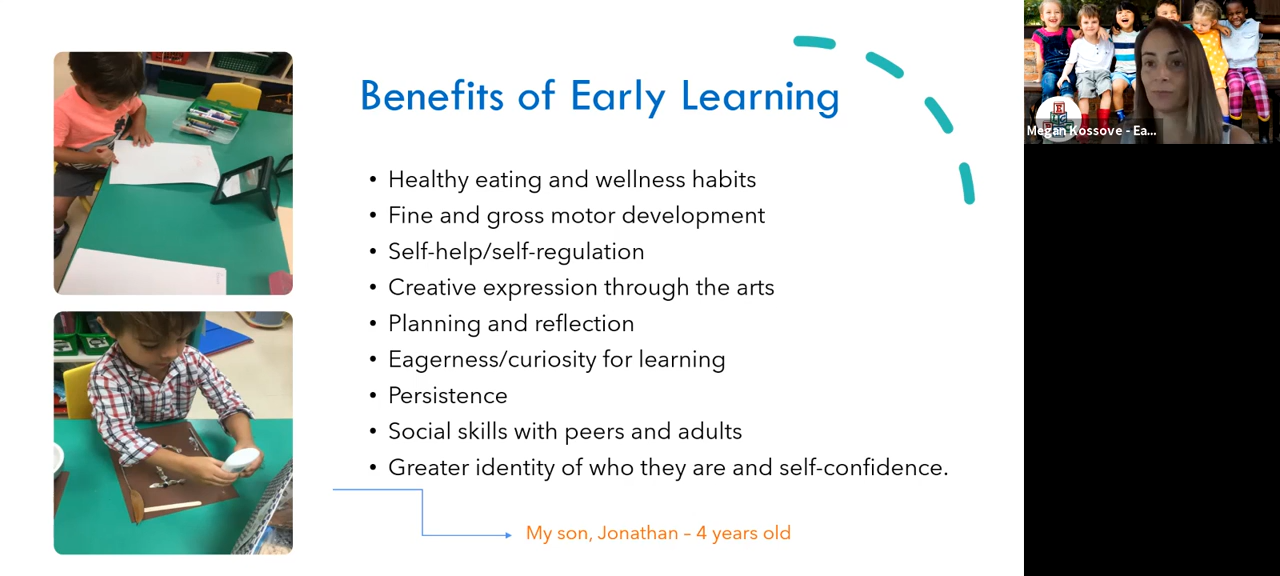 Benefits of Early Learning
• Healthy eating and wellness habits
• Fine and gross motor development
• Self-help/self-regulation
• Creative expression through the arts
• Planning and reflection
• Eagerness/curiosity for learning
• Persistence
• Social skills with peers and adults
• Greater identity of who they are and self-confidence.
My son, Jonathan – 4 years old
Megan Kossove - Ea...